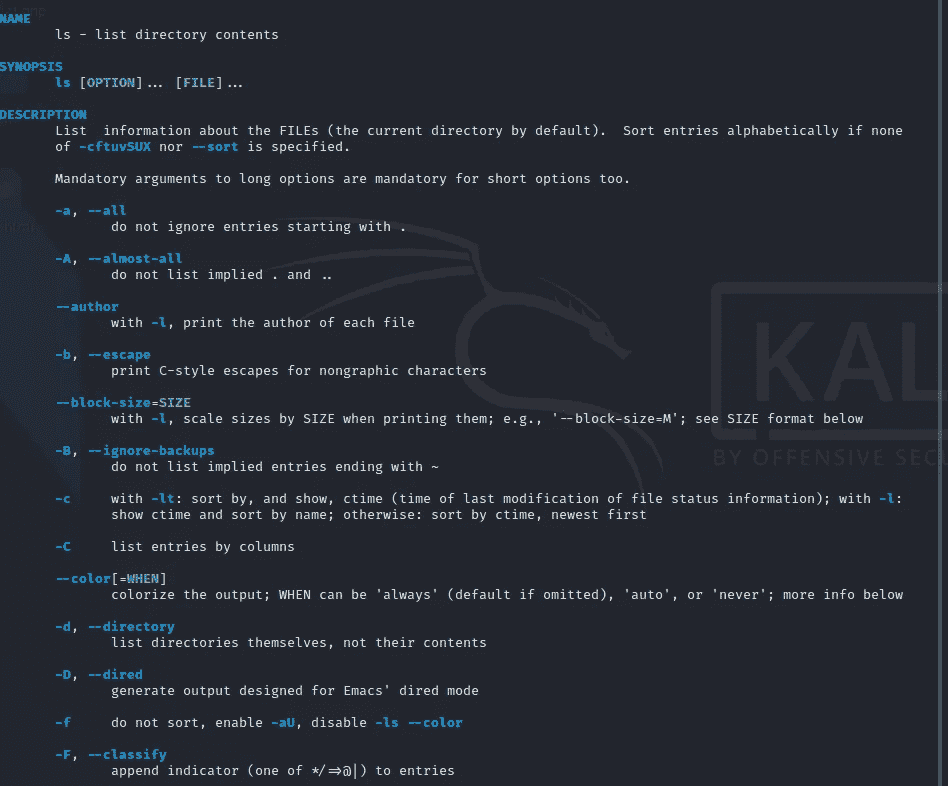 NAME
ls - list directory contents
SYNOPSIS
ls [OPTION]... [FILE]...
DESCRIPTION
List  information about the FILEs (the current directory by default).  Sort entries alphabetically if none
of -cftuvSUX nor --sort is specified.
Mandatory arguments to long options are mandatory for short options too.
-a, --all
do not ignore entries starting with .
-A, --almost-all
do not list implied . and ..
--author
with -l, print the author of each file
-b, --escape
print C-style escapes for nongraphic characters
--block-size=SIZE
with -l, scale sizes by SIZE when printing them; e.g., '--block-size=M'; see SIZE format below
-B, --ignore-backups
do not list implied entries ending with ~
-c     with -lt: sort by, and show, ctime (time of last modification of file status information); with -l:
show ctime and sort by name; otherwise: sort by ctime, newest first
-C     list entries by columns
--color[=WHEN]
colorize the output; WHEN can be 'always' (default if omitted), 'auto', or 'never'; more info below
-d, --directory
list directories themselves, not their contents
-D, --dired
generate output designed for Emacs' dired mode
-f     do not sort, enable -aU, disable -ls --color
-F, --classify
append indicator (one of */=>@|) to entries
KAL
BY OFFENSIVE SECU